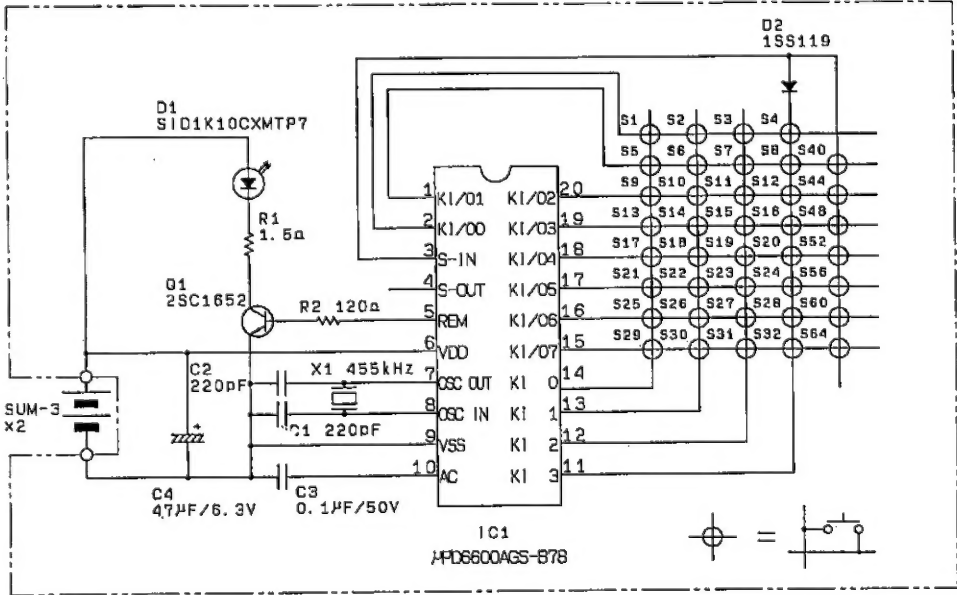 D2
1SS119
D1
SID1K10CXMTP7
R1
1.5Ω
Q1
2SC1652
R2 120Ω
C2
220pF
X1 455kHz
C1 220pF
SUM-3
x2
+
C4
47µF/6.3V
C3
0.1µF/50V
1 KI/O1
2 KI/O0
3 S-IN
4 S-OUT
5 REM
6 VDD
7 OSC OUT
8 OSC IN
9 VSS
10 AC
KI/O2 20
KI/O3 19
KI/O4 18
KI/O5 17
KI/O6 16
KI/O7 15
KI 0 14
KI 1 13
KI 2 12
KI 3 11
IC1
µPD6600AGS-B78
S1 S2 S3 S4
S5 S6 S7 S8 S40
S9 S10 S11 S12 S44
S13 S14 S15 S16 S48
S17 S18 S19 S20 S52
S21 S22 S23 S24 S56
S25 S26 S27 S28 S60
S29 S30 S31 S32 S64
=